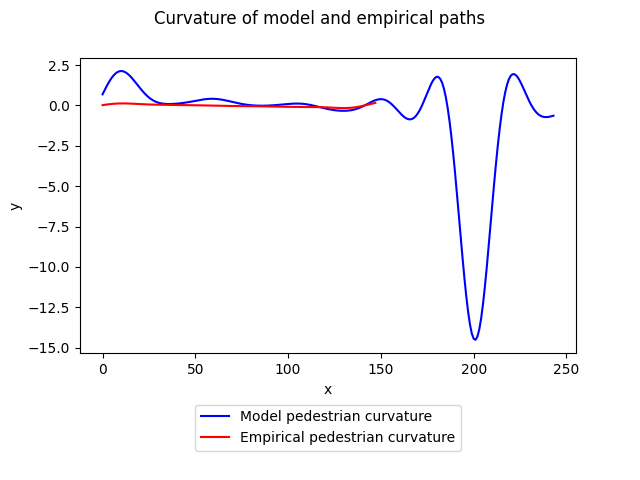 Curvature of model and empirical paths
2.5
0.0
−2.5
−5.0
−7.5
−10.0
−12.5
−15.0
y
0 50 100 150 200 250
x
Model pedestrian curvature
Empirical pedestrian curvature